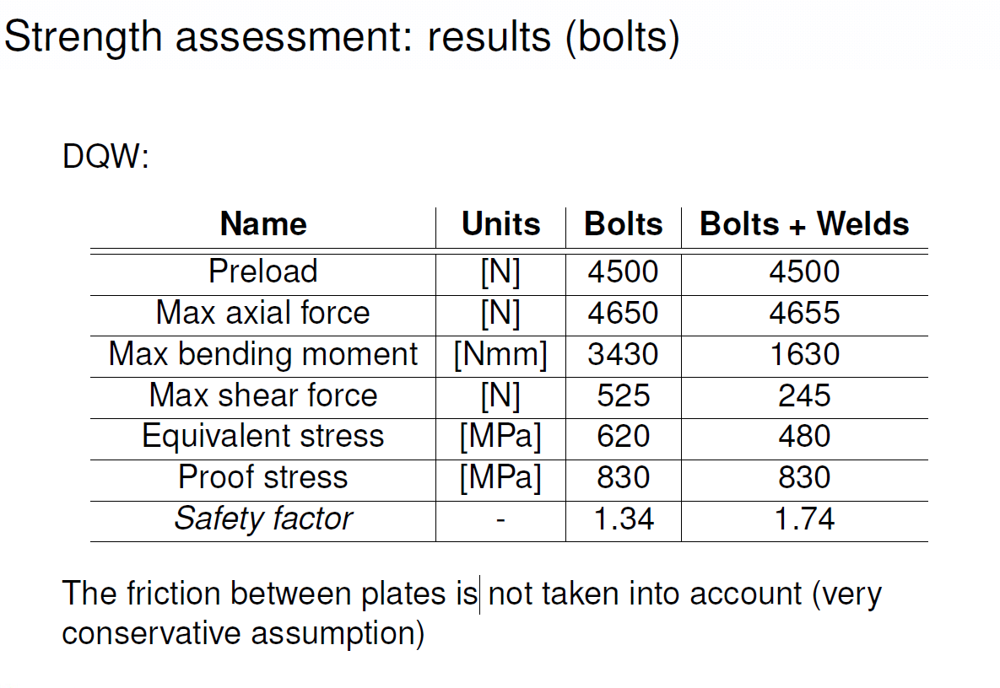 Strength assessment: results (bolts)
DQW:
Name Units Bolts Bolts + Welds
Preload [N] 4500 4500
Max axial force [N] 4650 4655
Max bending moment [Nmm] 3430 1630
Max shear force [N] 525 245
Equivalent stress [MPa] 620 480
Proof stress [MPa] 830 830
Safety factor - 1.34 1.74
The friction between plates is not taken into account (very
conservative assumption)